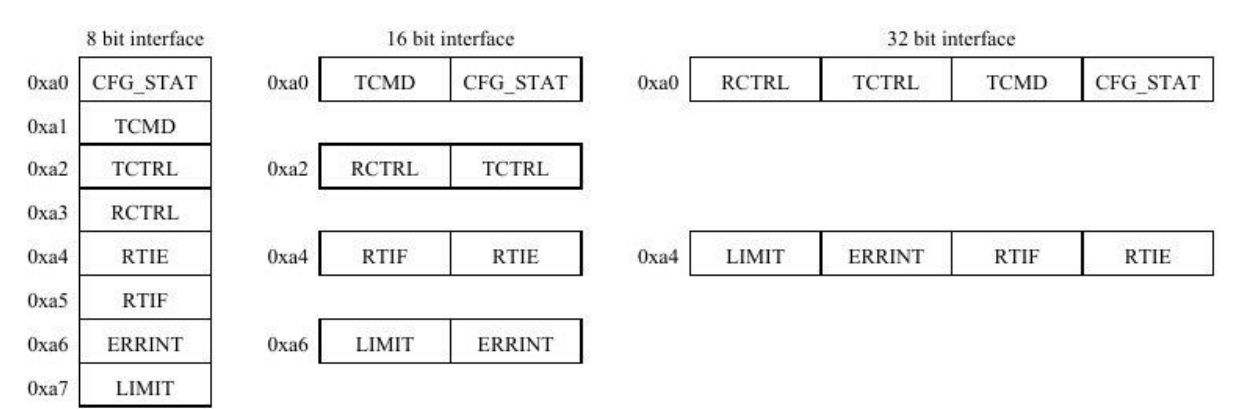 8 bit interface 16 bit interface 32 bit interface
0xa0 CFG_STAT 0xa0 TCMD CFG_STAT 0xa0 RCTRL TCTRL TCMD CFG_STAT
0xa1 TCMD
0xa2 TCTRL 0xa2 RCTRL TCTRL
0xa3 RCTRL
0xa4 RTIE 0xa4 RTIF RTIE 0xa4 LIMIT ERRINT RTIF RTIE
0xa5 RTIF
0xa6 ERRINT 0xa6 LIMIT ERRINT
0xa7 LIMIT